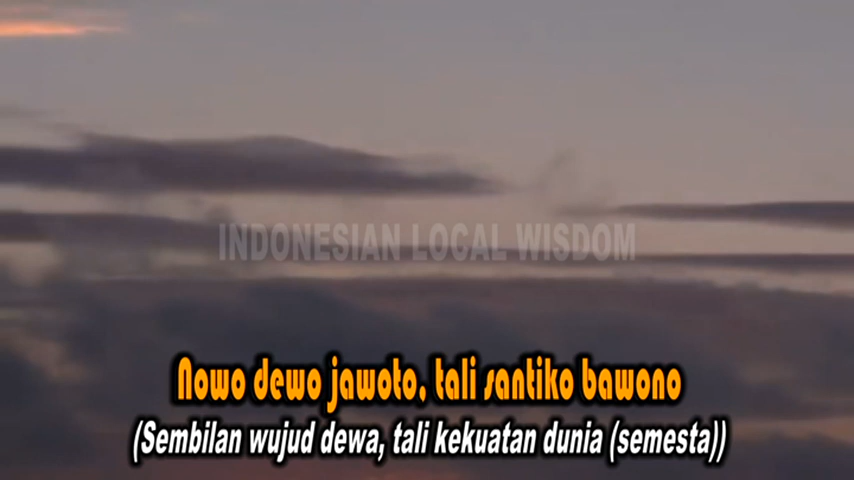 INDONESIAN LOCAL WISDOM
Nowo dewo jawoto, tali santiko bawono
(Sembilan wujud dewa, tali kekuatan dunia (semesta))